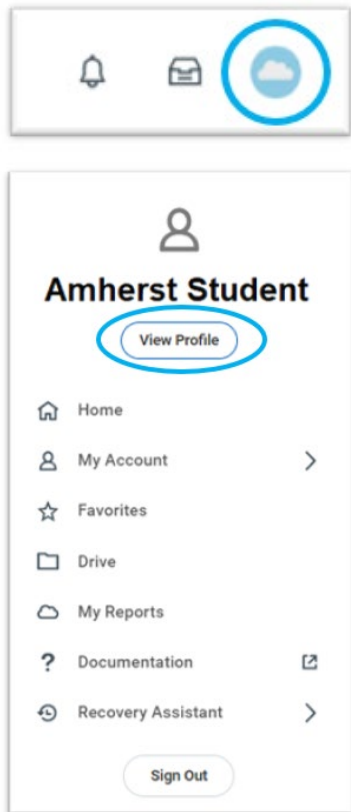 Amherst Student
View Profile
Home
My Account
Favorites
Drive
My Reports
Documentation
Recovery Assistant
Sign Out